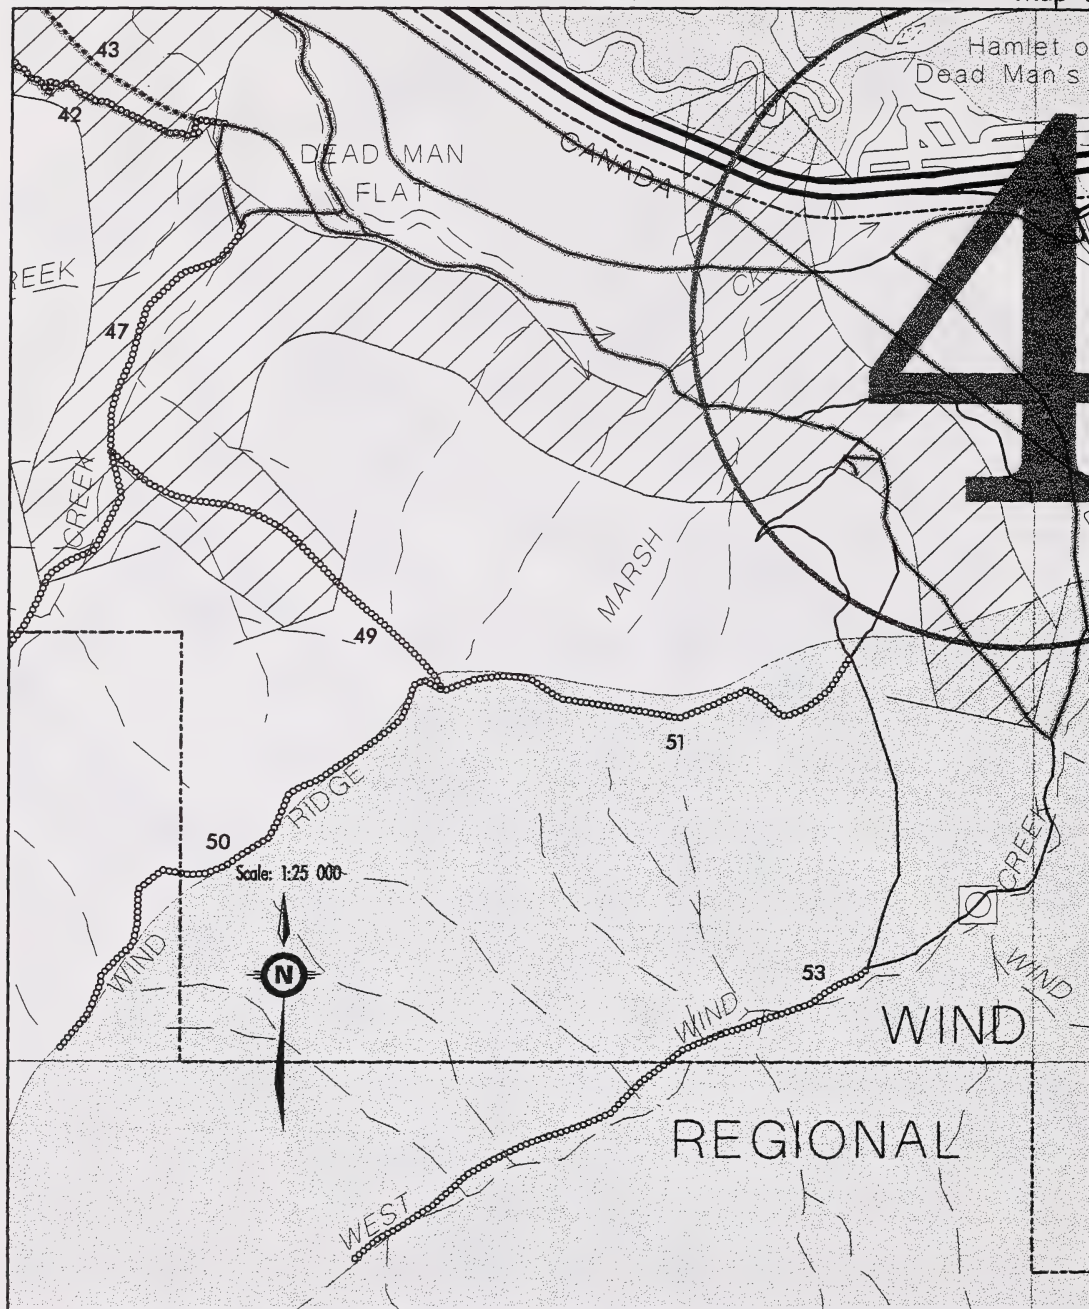 43
Hamlet o
Dead Man's
42
CANADA
DEAD MAN
FLAT
4
REEK
CK
47
CREEK
MARSH
49
51
RIDGE
50
Scale: 1:25 000
CREEK
WIND
N
53
WIND
WIND
WIND
REGIONAL
WEST